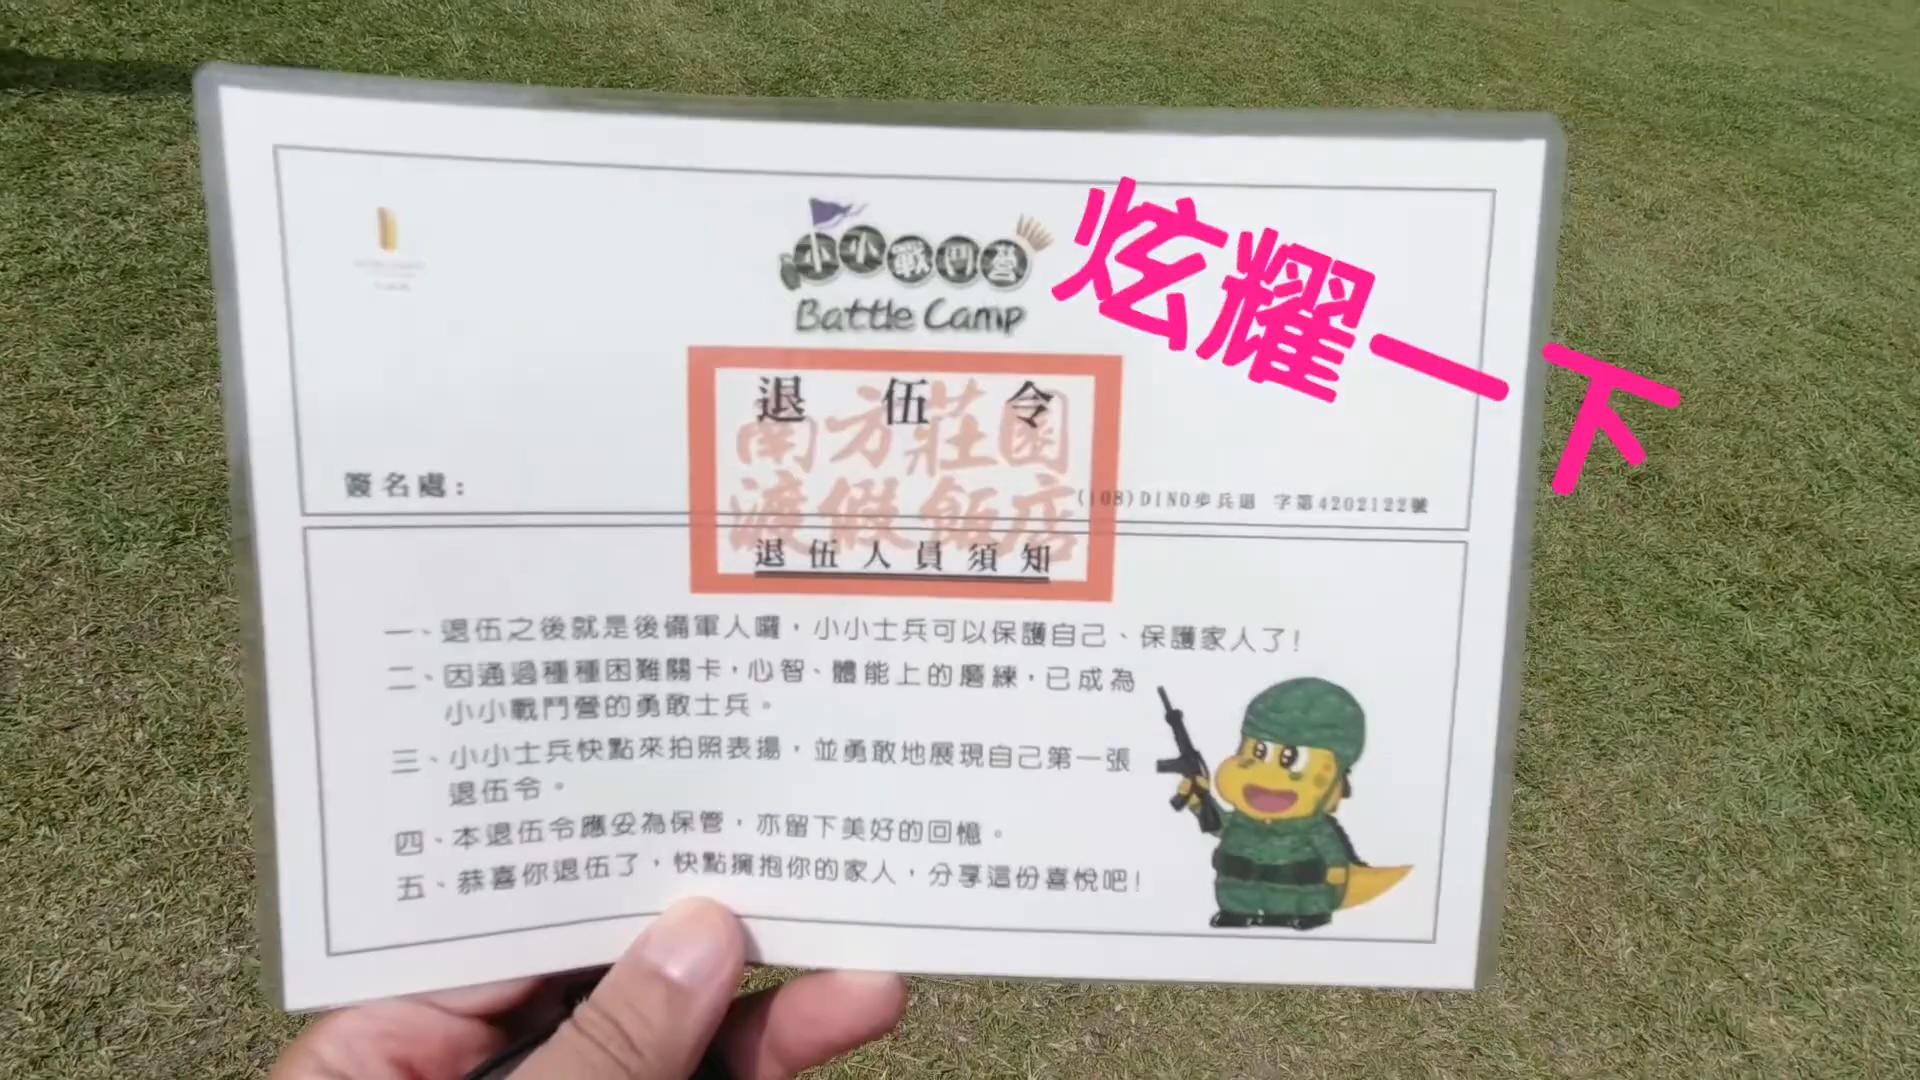 小小戰鬥營
Battle Camp
炫耀一下
退伍令
南方莊園
渡假飯店
簽名處:
(108)DINO步兵退 字第4202122號
退伍人員須知
一、退伍之後就是後備軍人囉，小小士兵可以保護自己、保護家人了!
二、因通過種種困難關卡,心智、體能上的磨練,已成為
小小戰鬥營的勇敢士兵。
三、小小士兵快點來拍照表揚，並勇敢地展現自己第一張
退伍令。
四、本退伍令應妥為保管，亦留下美好的回憶。
五、恭喜你退伍了，快點擁抱你的家人，分享這份喜悅吧!